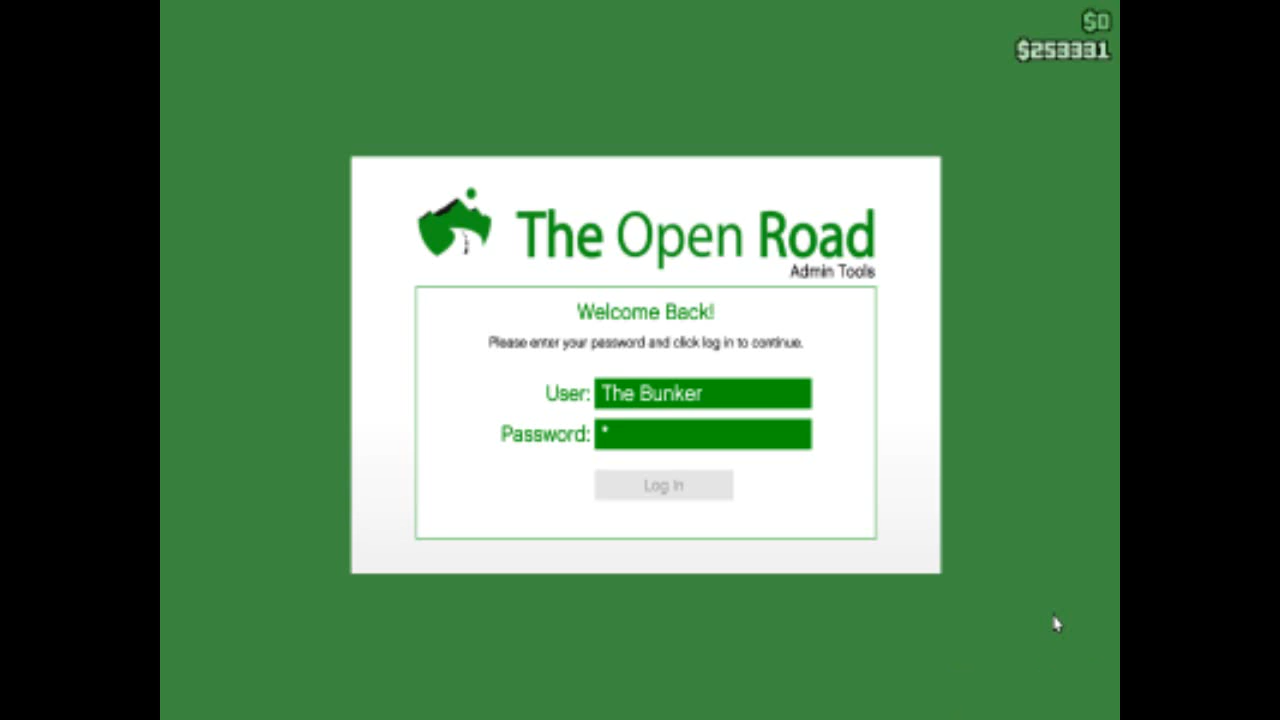 $0
$253331
The Open Road
Admin Tools
Welcome Back!
Please enter your password and click log in to continue.
User: The Bunker
Password: *
Log In